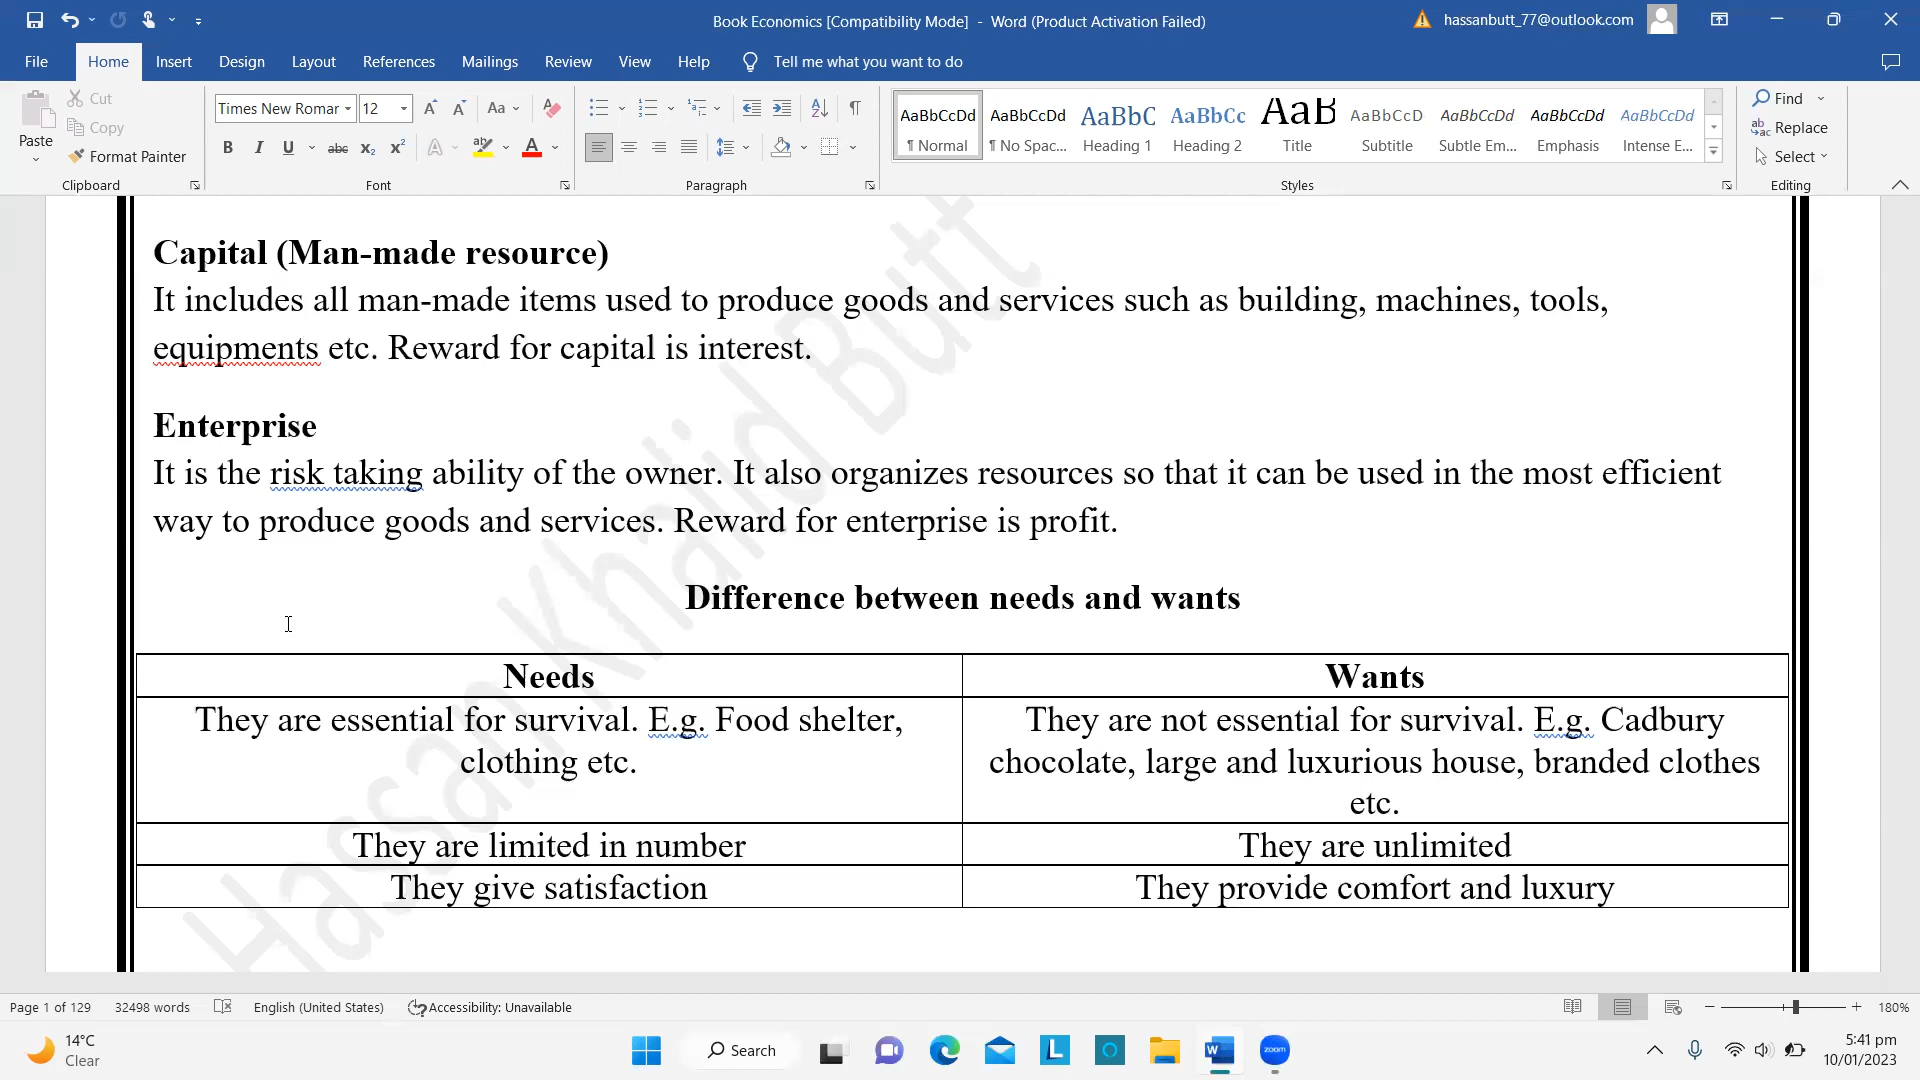 Book Economics [Compatibility Mode] - Word (Product Activation Failed)
hassanbutt_77@outlook.com
File Home Insert Design Layout References Mailings Review View Help Tell me what you want to do
Paste
Cut
Copy
Format Painter
Clipboard
Times New Romar 12
Font
Paragraph
AaBbCcDd AaBbCcDd AaBbC AaBbCc AaB AaBbCcD AaBbCcDd AaBbCcDd AaBbCcDd
¶ Normal ¶ No Spac... Heading 1 Heading 2 Title Subtitle Subtle Em... Emphasis Intense E...
Styles
Find
Replace
Select
Editing
Capital (Man-made resource)
It includes all man-made items used to produce goods and services such as building, machines, tools,
equipments etc. Reward for capital is interest.
Enterprise
It is the risk taking ability of the owner. It also organizes resources so that it can be used in the most efficient
way to produce goods and services. Reward for enterprise is profit.
Difference between needs and wants
Needs
Wants
They are essential for survival. E.g. Food shelter,
clothing etc.
They are not essential for survival. E.g. Cadbury
chocolate, large and luxurious house, branded clothes
etc.
They are limited in number
They are unlimited
They give satisfaction
They provide comfort and luxury
Hassan Khalid Butt
Page 1 of 129 32498 words English (United States) Accessibility: Unavailable 180%
14°C
Clear
Search
zoom
5:41 pm
10/01/2023